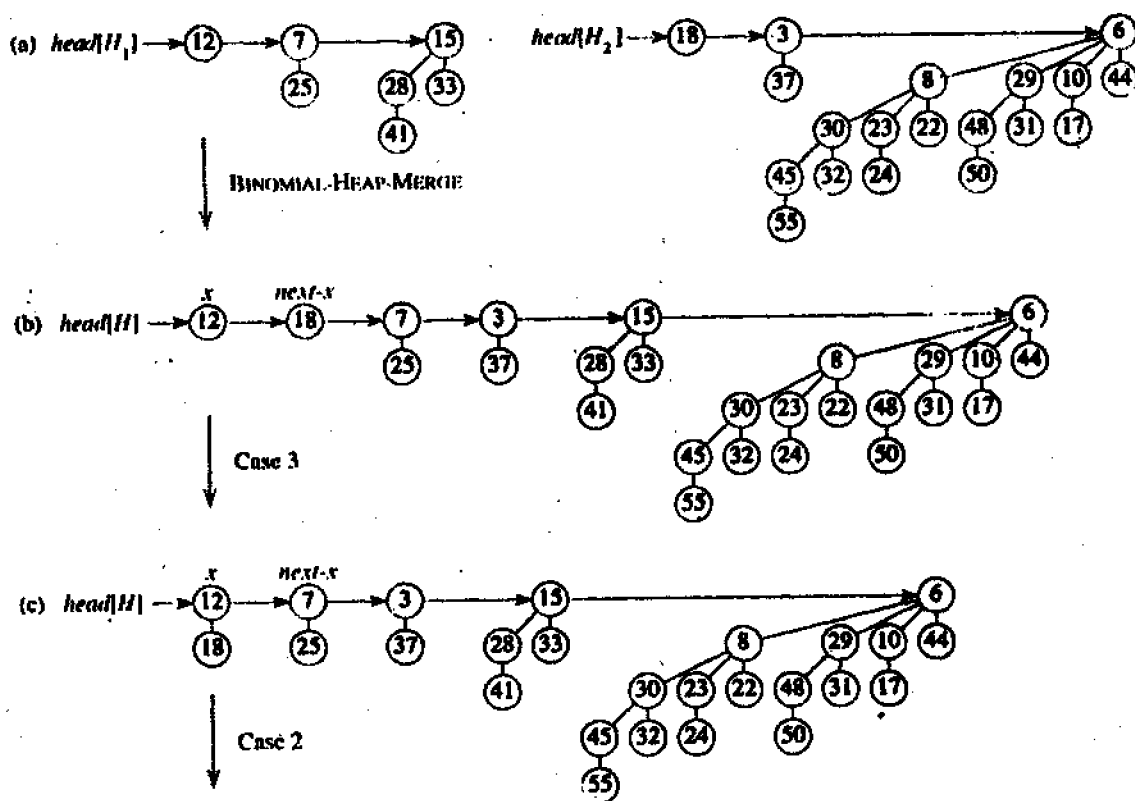 (a) head[H₁] 12 7 15 head[H₂] 18 3 6
25 28 33 37 8 29 10 44
41 30 23 22 48 31 17
BINOMIAL-HEAP-MERGE 45 32 24 50
55
x next-x
(b) head[H] 12 18 7 3 15 6
25 37 28 33 8 29 10 44
41 30 23 22 48 31 17
Case 3 45 32 24 50
55
x next-x
(c) head[H] 12 7 3 15 6
18 25 37 28 33 8 29 10 44
41 30 23 22 48 31 17
Case 2 45 32 24 50
55